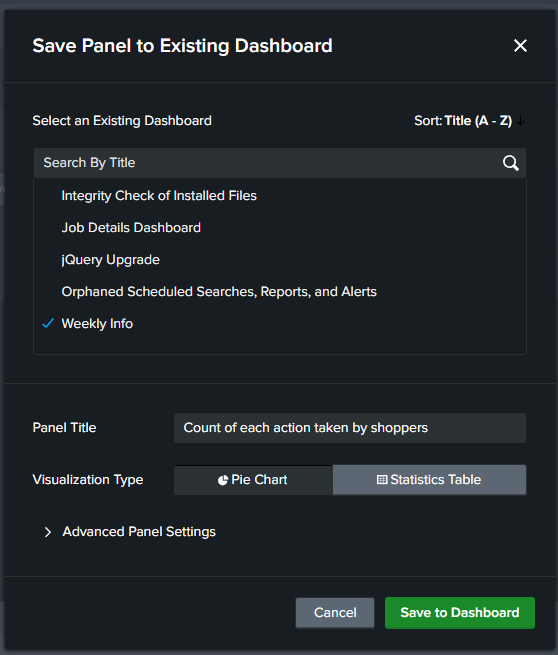 Save Panel to Existing Dashboard
Select an Existing Dashboard
Sort: Title (A - Z)
Search By Title
Integrity Check of Installed Files
Job Details Dashboard
jQuery Upgrade
Orphaned Scheduled Searches, Reports, and Alerts
Weekly Info
Panel Title
Count of each action taken by shoppers
Visualization Type
Pie Chart
Statistics Table
Advanced Panel Settings
Cancel
Save to Dashboard